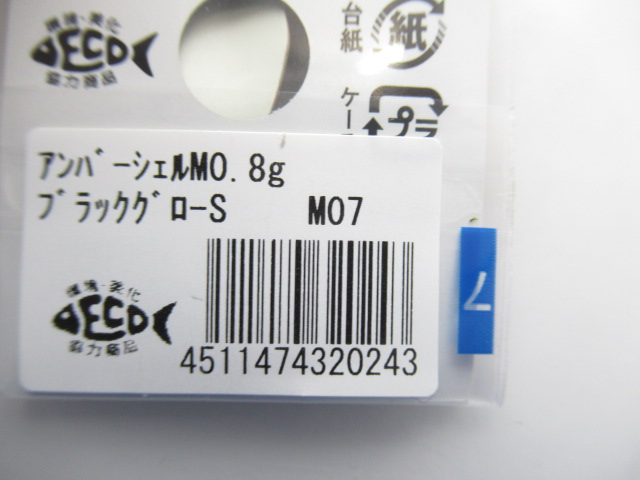 環境・美化
ECO
協力商品
台紙
紙
ケー
プラ
アンバーシェルM0.8g
ブラックグロ-S M07
環境・美化
ECO
協力商品
4511474320243
7